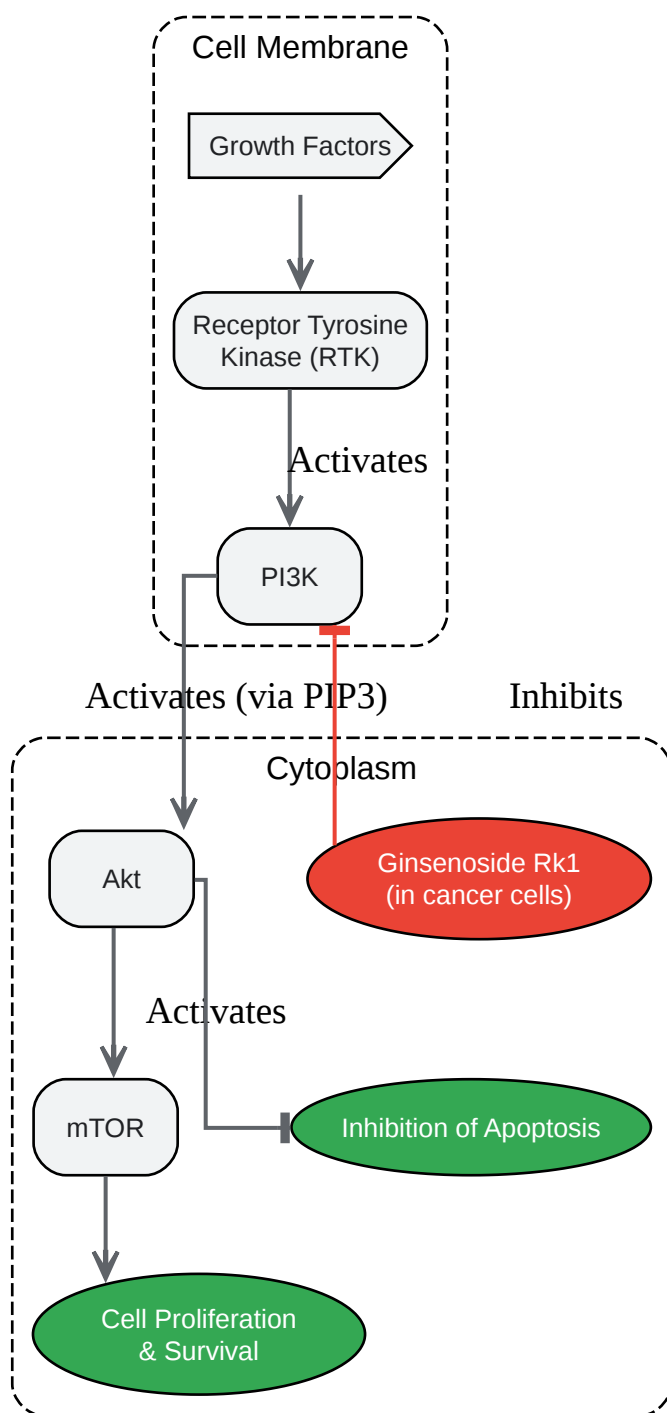 Cell Membrane
Growth Factors
Receptor Tyrosine
Kinase (RTK)
Activates
PI3K
Activates (via PIP3)
Inhibits
Cytoplasm
Akt
Ginsenoside Rk1
(in cancer cells)
Activates
mTOR
Inhibition of Apoptosis
Cell Proliferation
& Survival